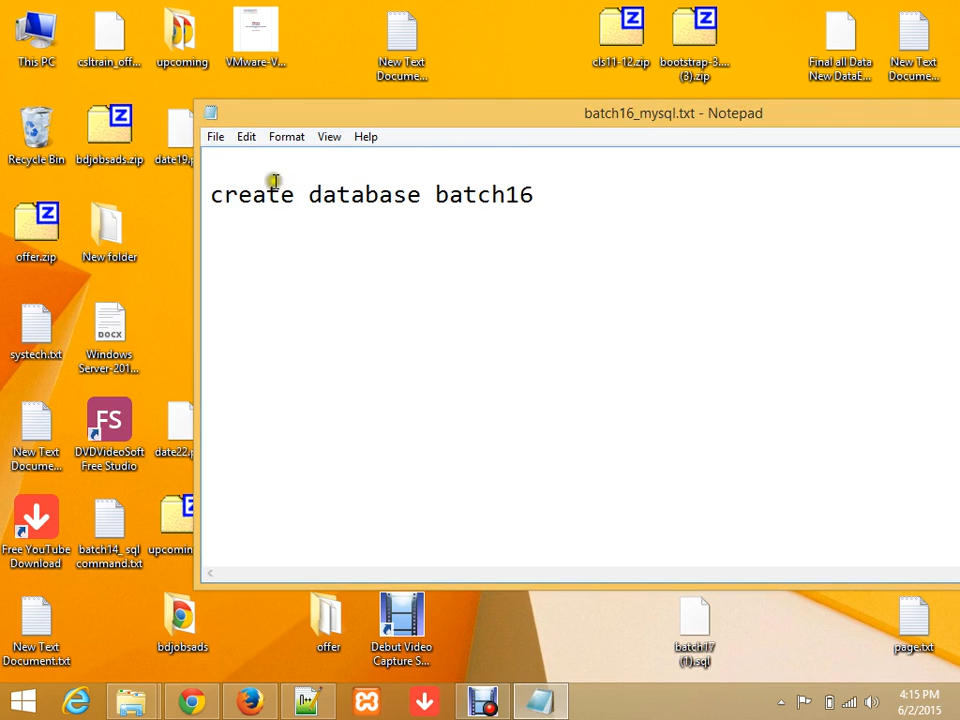 This PC
csltrain_off...
upcoming
VMware-V...
New Text
Docume...
cls11-12.zip
bootstrap-3....
(3).zip
Final all Data
New DataE...
New Text
Docume...
batch16_mysql.txt - Notepad
File Edit Format View Help
create database batch16
Recycle Bin
bdjobsads.zip
date19.p
offer.zip
New folder
systech.txt
DOCX
Windows
Server-201...
FS
New Text
Docume...
DVDVideoSoft
Free Studio
date22.p
Free YouTube
Download
batch14_ sql
command.txt
upcomin
New Text
Document.txt
bdjobsads
offer
Debut Video
Capture S...
batch17
(1).sql
page.txt
4:15 PM
6/2/2015